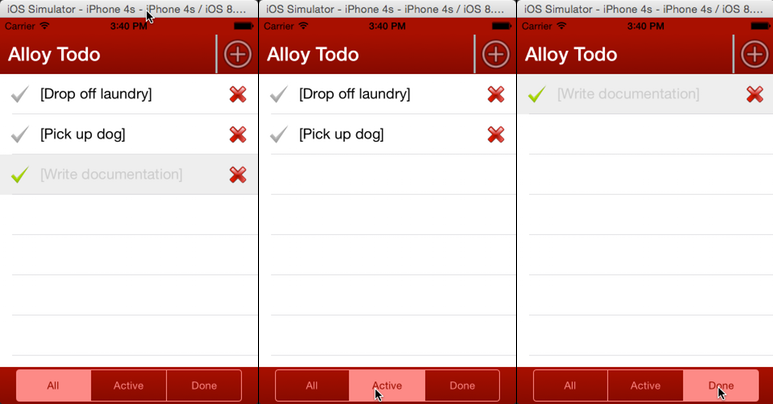 iOS Simulator - iPhone 4s - iPhone 4s / iOS 8....
Carrier 3:40 PM
Alloy Todo
[Drop off laundry]
[Pick up dog]
[Write documentation]
All Active Done
iOS Simulator - iPhone 4s - iPhone 4s / iOS 8....
Carrier 3:40 PM
Alloy Todo
[Drop off laundry]
[Pick up dog]
All Active Done
iOS Simulator - iPhone 4s - iPhone 4s / iOS 8....
Carrier 3:40 PM
Alloy Todo
[Write documentation]
All Active Done